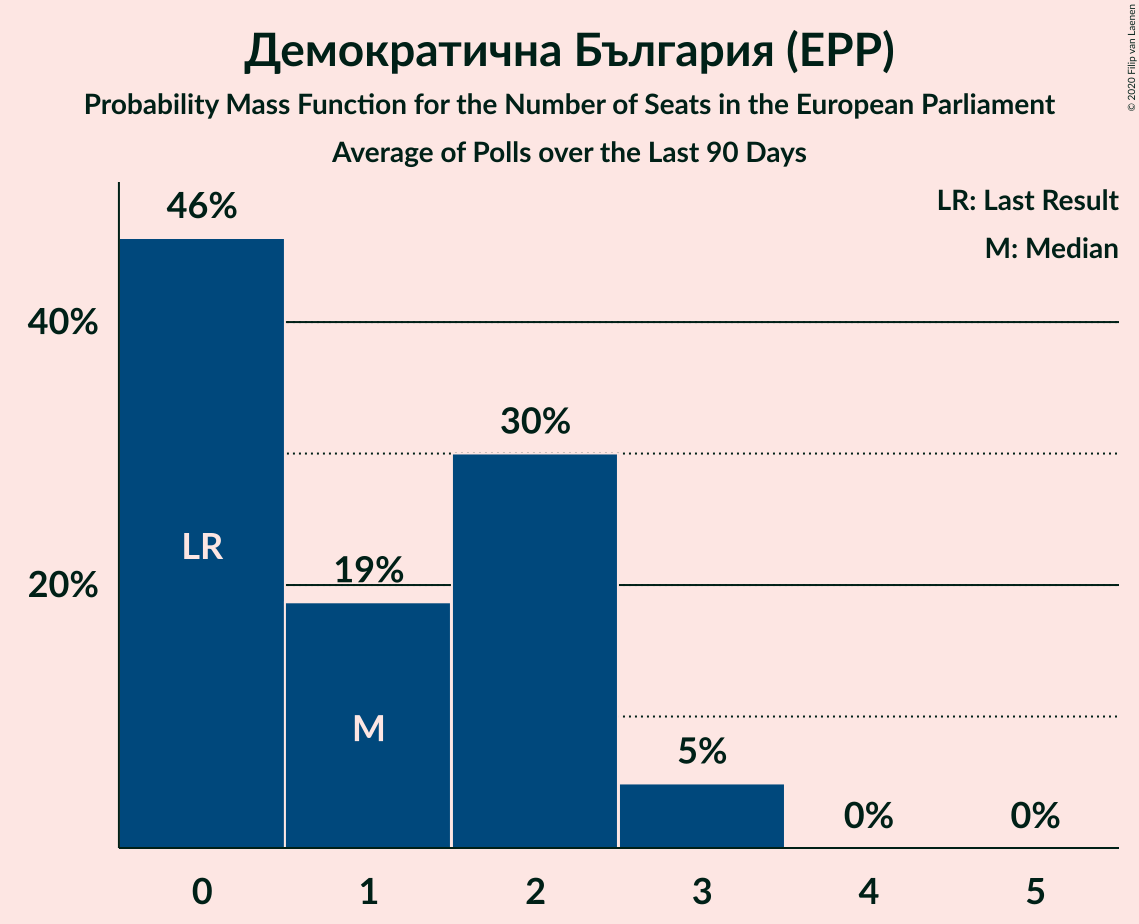 Демократична България (EPP)
Probability Mass Function for the Number of Seats in the European Parliament
Average of Polls over the Last 90 Days
© 2020 Filip van Laenen
LR: Last Result
M: Median
46%
40%
30%
LR
19%
20%
M
5%
0%
0%
0 1 2 3 4 5